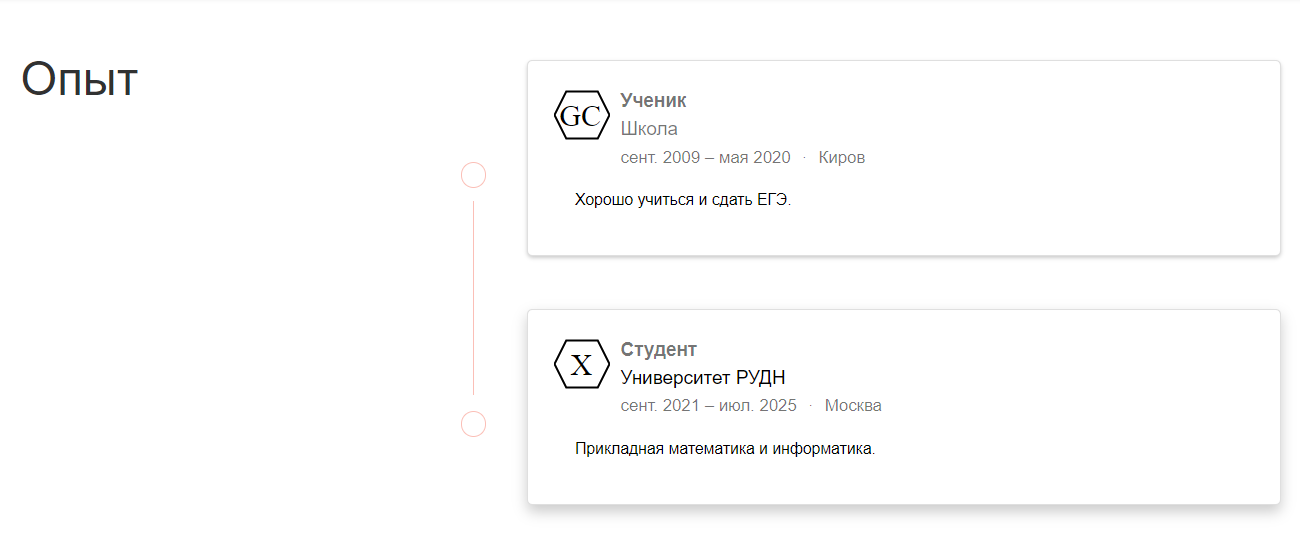 Опыт
GC
Ученик
Школа
сент. 2009 – мая 2020 · Киров
Хорошо учиться и сдать ЕГЭ.
X
Студент
Университет РУДН
сент. 2021 – июл. 2025 · Москва
Прикладная математика и информатика.